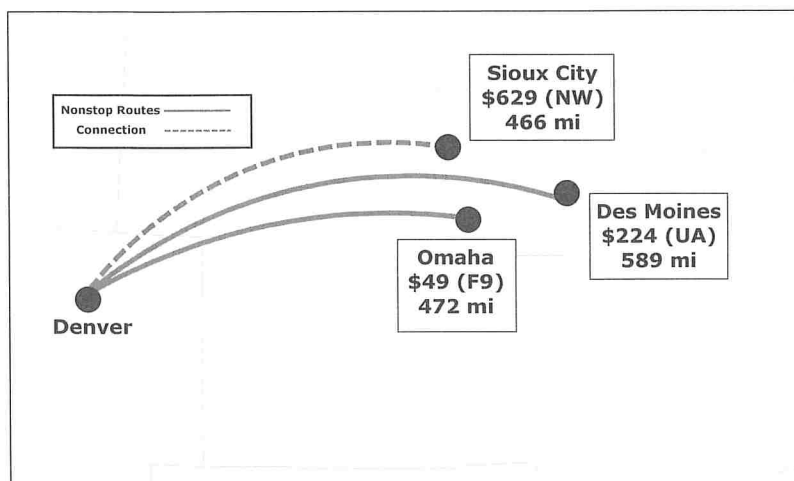 Nonstop Routes
Connection
Sioux City
$629 (NW)
466 mi
Des Moines
$224 (UA)
589 mi
Omaha
$49 (F9)
472 mi
Denver